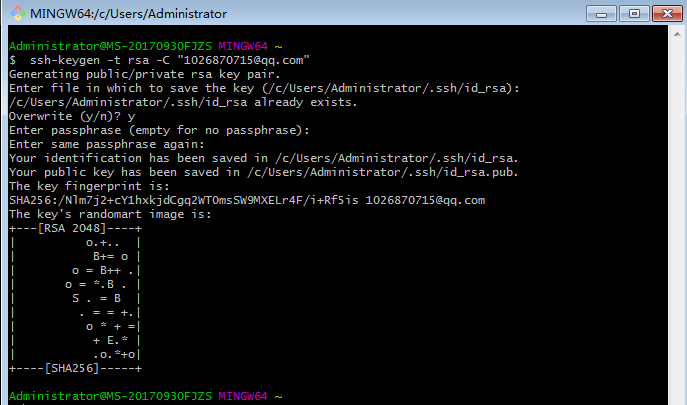 MINGW64:/c/Users/Administrator
Administrator@MS-20170930FJZS MINGW64 ~
$  ssh-keygen -t rsa -C "1026870715@qq.com"
Generating public/private rsa key pair.
Enter file in which to save the key (/c/Users/Administrator/.ssh/id_rsa):
/c/Users/Administrator/.ssh/id_rsa already exists.
Overwrite (y/n)? y
Enter passphrase (empty for no passphrase):
Enter same passphrase again:
Your identification has been saved in /c/Users/Administrator/.ssh/id_rsa.
Your public key has been saved in /c/Users/Administrator/.ssh/id_rsa.pub.
The key fingerprint is:
SHA256:/Nlm7j2+cY1hxkjdCgq2WTOmsSW9MXELr4F/i+Rf5is 1026870715@qq.com
The key's randomart image is:
+---[RSA 2048]----+
|          o.+..  |
|           B+= o |
|        o = B++ .|
|       o = *.B . |
|        S . = B  |
|         . = = +.|
|          o * + =|
|           + E.* |
|           .o.*+o|
+----[SHA256]-----+
Administrator@MS-20170930FJZS MINGW64 ~